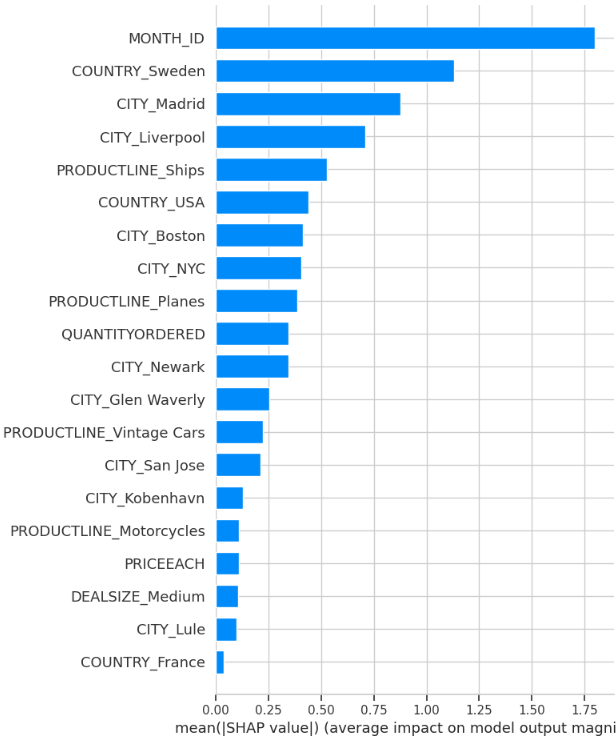 MONTH_ID
COUNTRY_Sweden
CITY_Madrid
CITY_Liverpool
PRODUCTLINE_Ships
COUNTRY_USA
CITY_Boston
CITY_NYC
PRODUCTLINE_Planes
QUANTITYORDERED
CITY_Newark
CITY_Glen Waverly
PRODUCTLINE_Vintage Cars
CITY_San Jose
CITY_Kobenhavn
PRODUCTLINE_Motorcycles
PRICEEACH
DEALSIZE_Medium
CITY_Lule
COUNTRY_France
0.00 0.25 0.50 0.75 1.00 1.25 1.50 1.75
mean(|SHAP value|) (average impact on model output magni